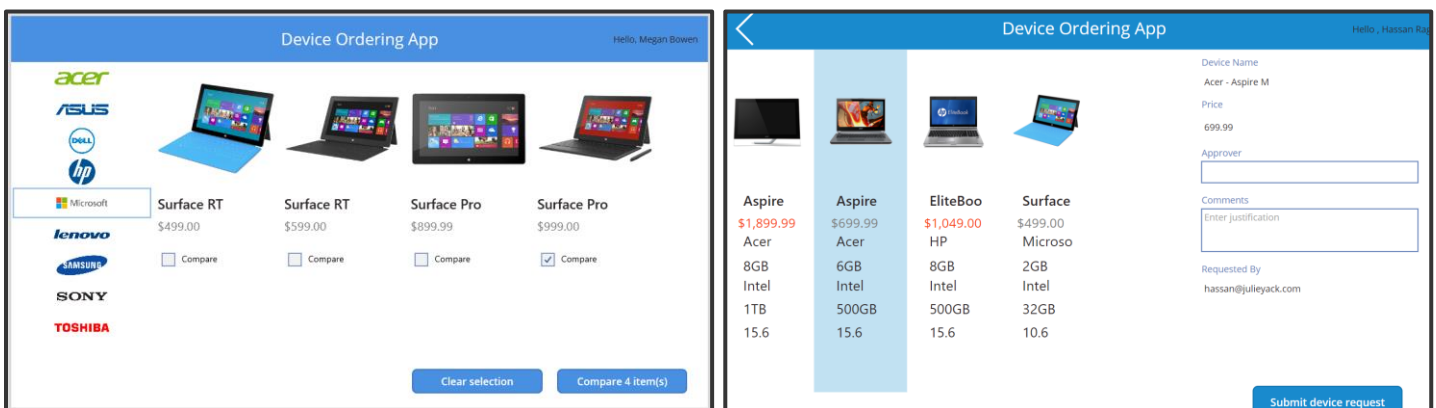 Device Ordering App
Hello, Megan Bowen
acer
ASUS
DELL
hp
Microsoft
lenovo
SAMSUNG
SONY
TOSHIBA
Surface RT Surface RT Surface Pro Surface Pro
$499.00 $599.00 $899.99 $999.00
Compare Compare Compare Compare
Clear selection Compare 4 item(s)
Device Ordering App
Hello , Hassan Raj
Aspire Aspire EliteBoo Surface
$1,899.99 $699.99 $1,049.00 $499.00
Acer Acer HP Microso
8GB 6GB 8GB 2GB
Intel Intel Intel Intel
1TB 500GB 500GB 32GB
15.6 15.6 15.6 10.6
Device Name
Acer - Aspire M
Price
699.99
Approver
Comments
Enter justification
Requested By
hassan@julieyack.com
Submit device request